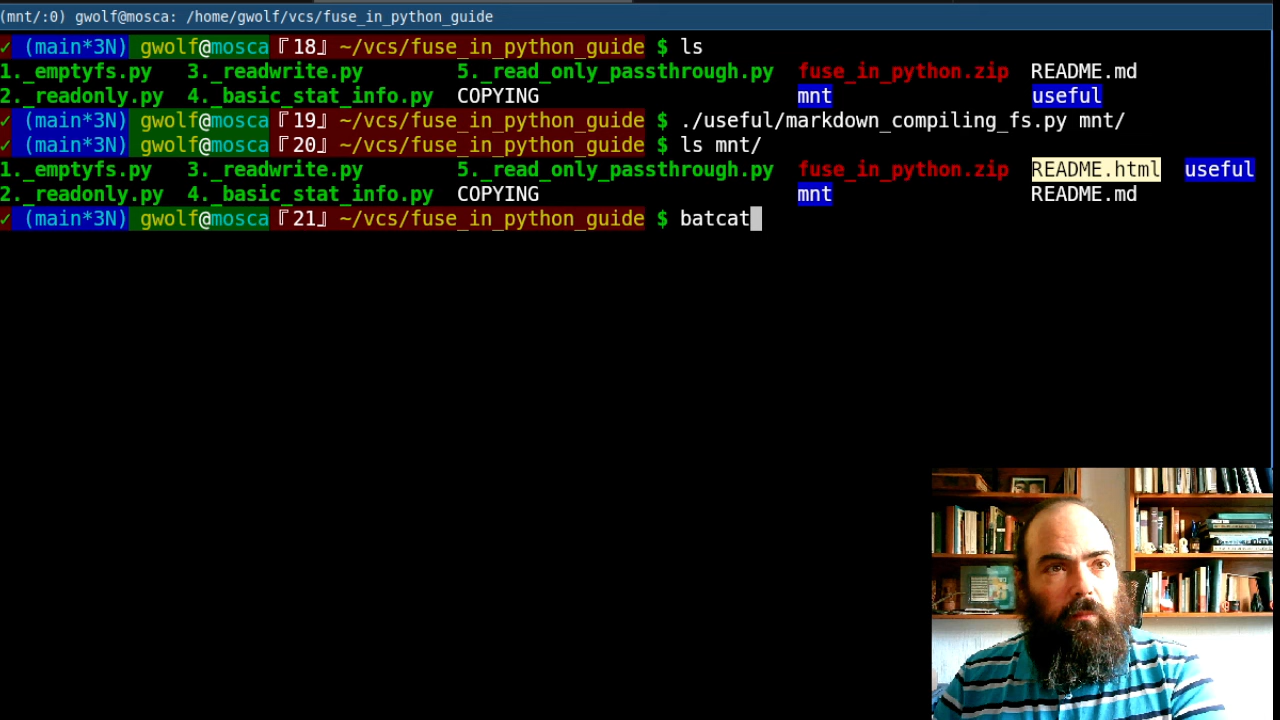 (mnt/:0) gwolf@mosca: /home/gwolf/vcs/fuse_in_python_guide
✓ (main*3N) gwolf@mosca『18』~/vcs/fuse_in_python_guide $ ls
1._emptyfs.py 3._readwrite.py 5._read_only_passthrough.py fuse_in_python.zip README.md
2._readonly.py 4._basic_stat_info.py COPYING mnt useful
✓ (main*3N) gwolf@mosca『19』~/vcs/fuse_in_python_guide $ ./useful/markdown_compiling_fs.py mnt/
✓ (main*3N) gwolf@mosca『20』~/vcs/fuse_in_python_guide $ ls mnt/
1._emptyfs.py 3._readwrite.py 5._read_only_passthrough.py fuse_in_python.zip README.html useful
2._readonly.py 4._basic_stat_info.py COPYING mnt README.md
✓ (main*3N) gwolf@mosca『21』~/vcs/fuse_in_python_guide $ batcat